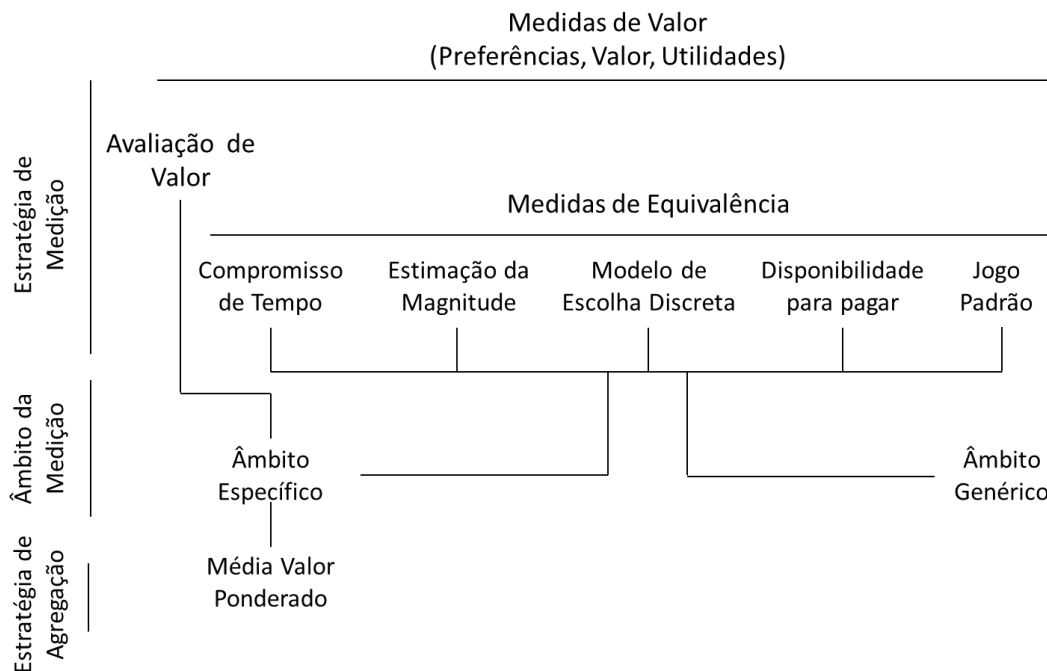 Medidas de Valor
(Preferências, Valor, Utilidades)
Estratégia de
Medição
Avaliação de
Valor
Medidas de Equivalência
Compromisso
de Tempo
Estimação da
Magnitude
Modelo de
Escolha Discreta
Disponibilidade
para pagar
Jogo
Padrão
Âmbito da
Medição
Âmbito
Específico
Âmbito
Genérico
Estratégia de
Agregação
Média Valor
Ponderado